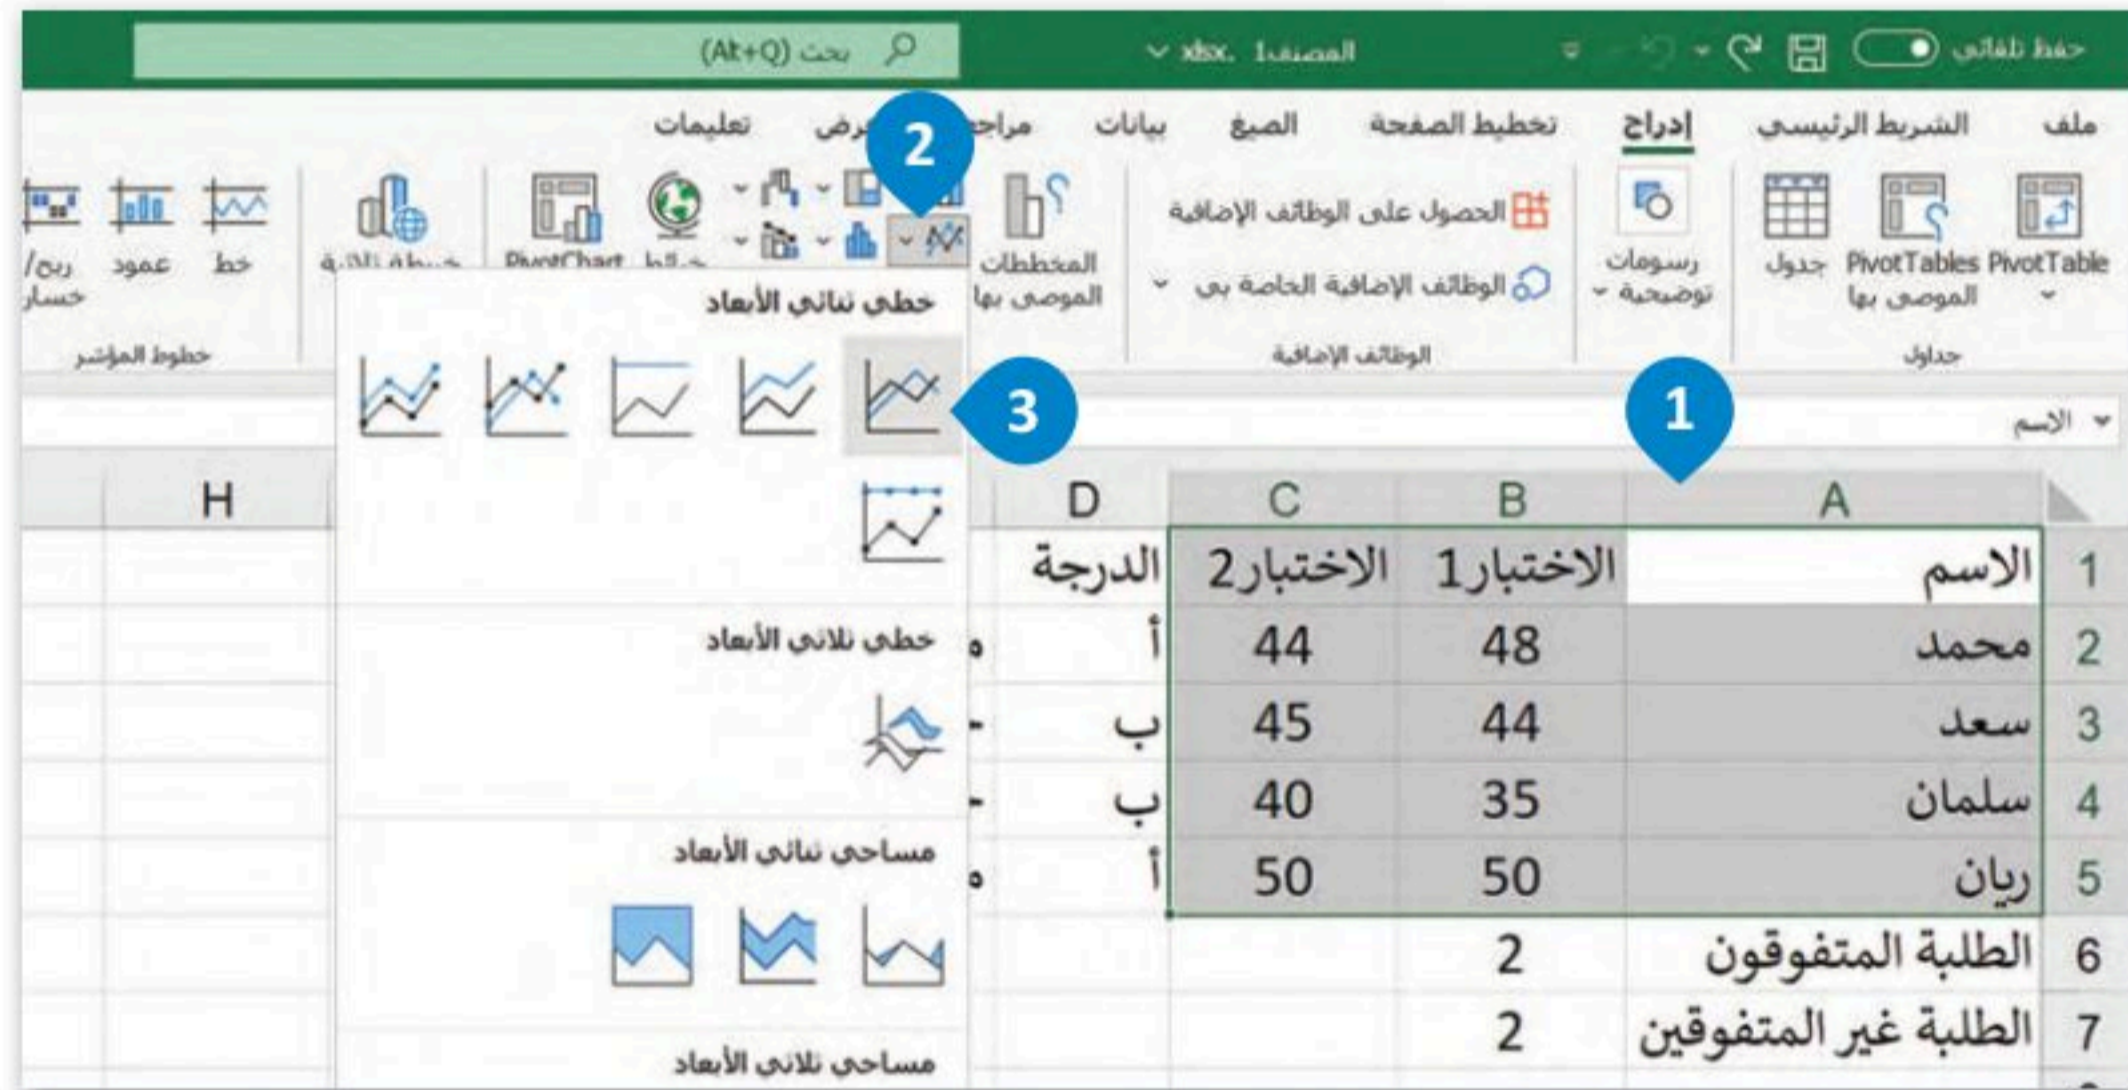 حفظ تلقائي
المصنف1 .xlsx
بحث (Alt+Q)
ملف الشريط الرئيسي إدراج تخطيط الصفحة الصيغ بيانات تعليمات
2
PivotTable
PivotTables الموصى بها
جدول
جداول
رسومات توضيحية
الحصول على الوظائف الإضافية
الوظائف الإضافية الخاصة بي
الوظائف الإضافية
المخططات الموصى بها
خط
عمود
ربح/
خطوط المؤشر
الاسم
1
3
خطي ثنائي الأبعاد
خطي ثلاثي الأبعاد
مساحي ثنائي الأبعاد
مساحي ثلاثي الأبعاد
A B C D H
1 الاسم الاختبار1 الاختبار2 الدرجة
2 محمد 48 44 أ
3 سعد 44 45 ب
4 سلمان 35 40 ب
5 ريان 50 50 أ
6 الطلبة المتفوقون 2
7 الطلبة غير المتفوقين 2